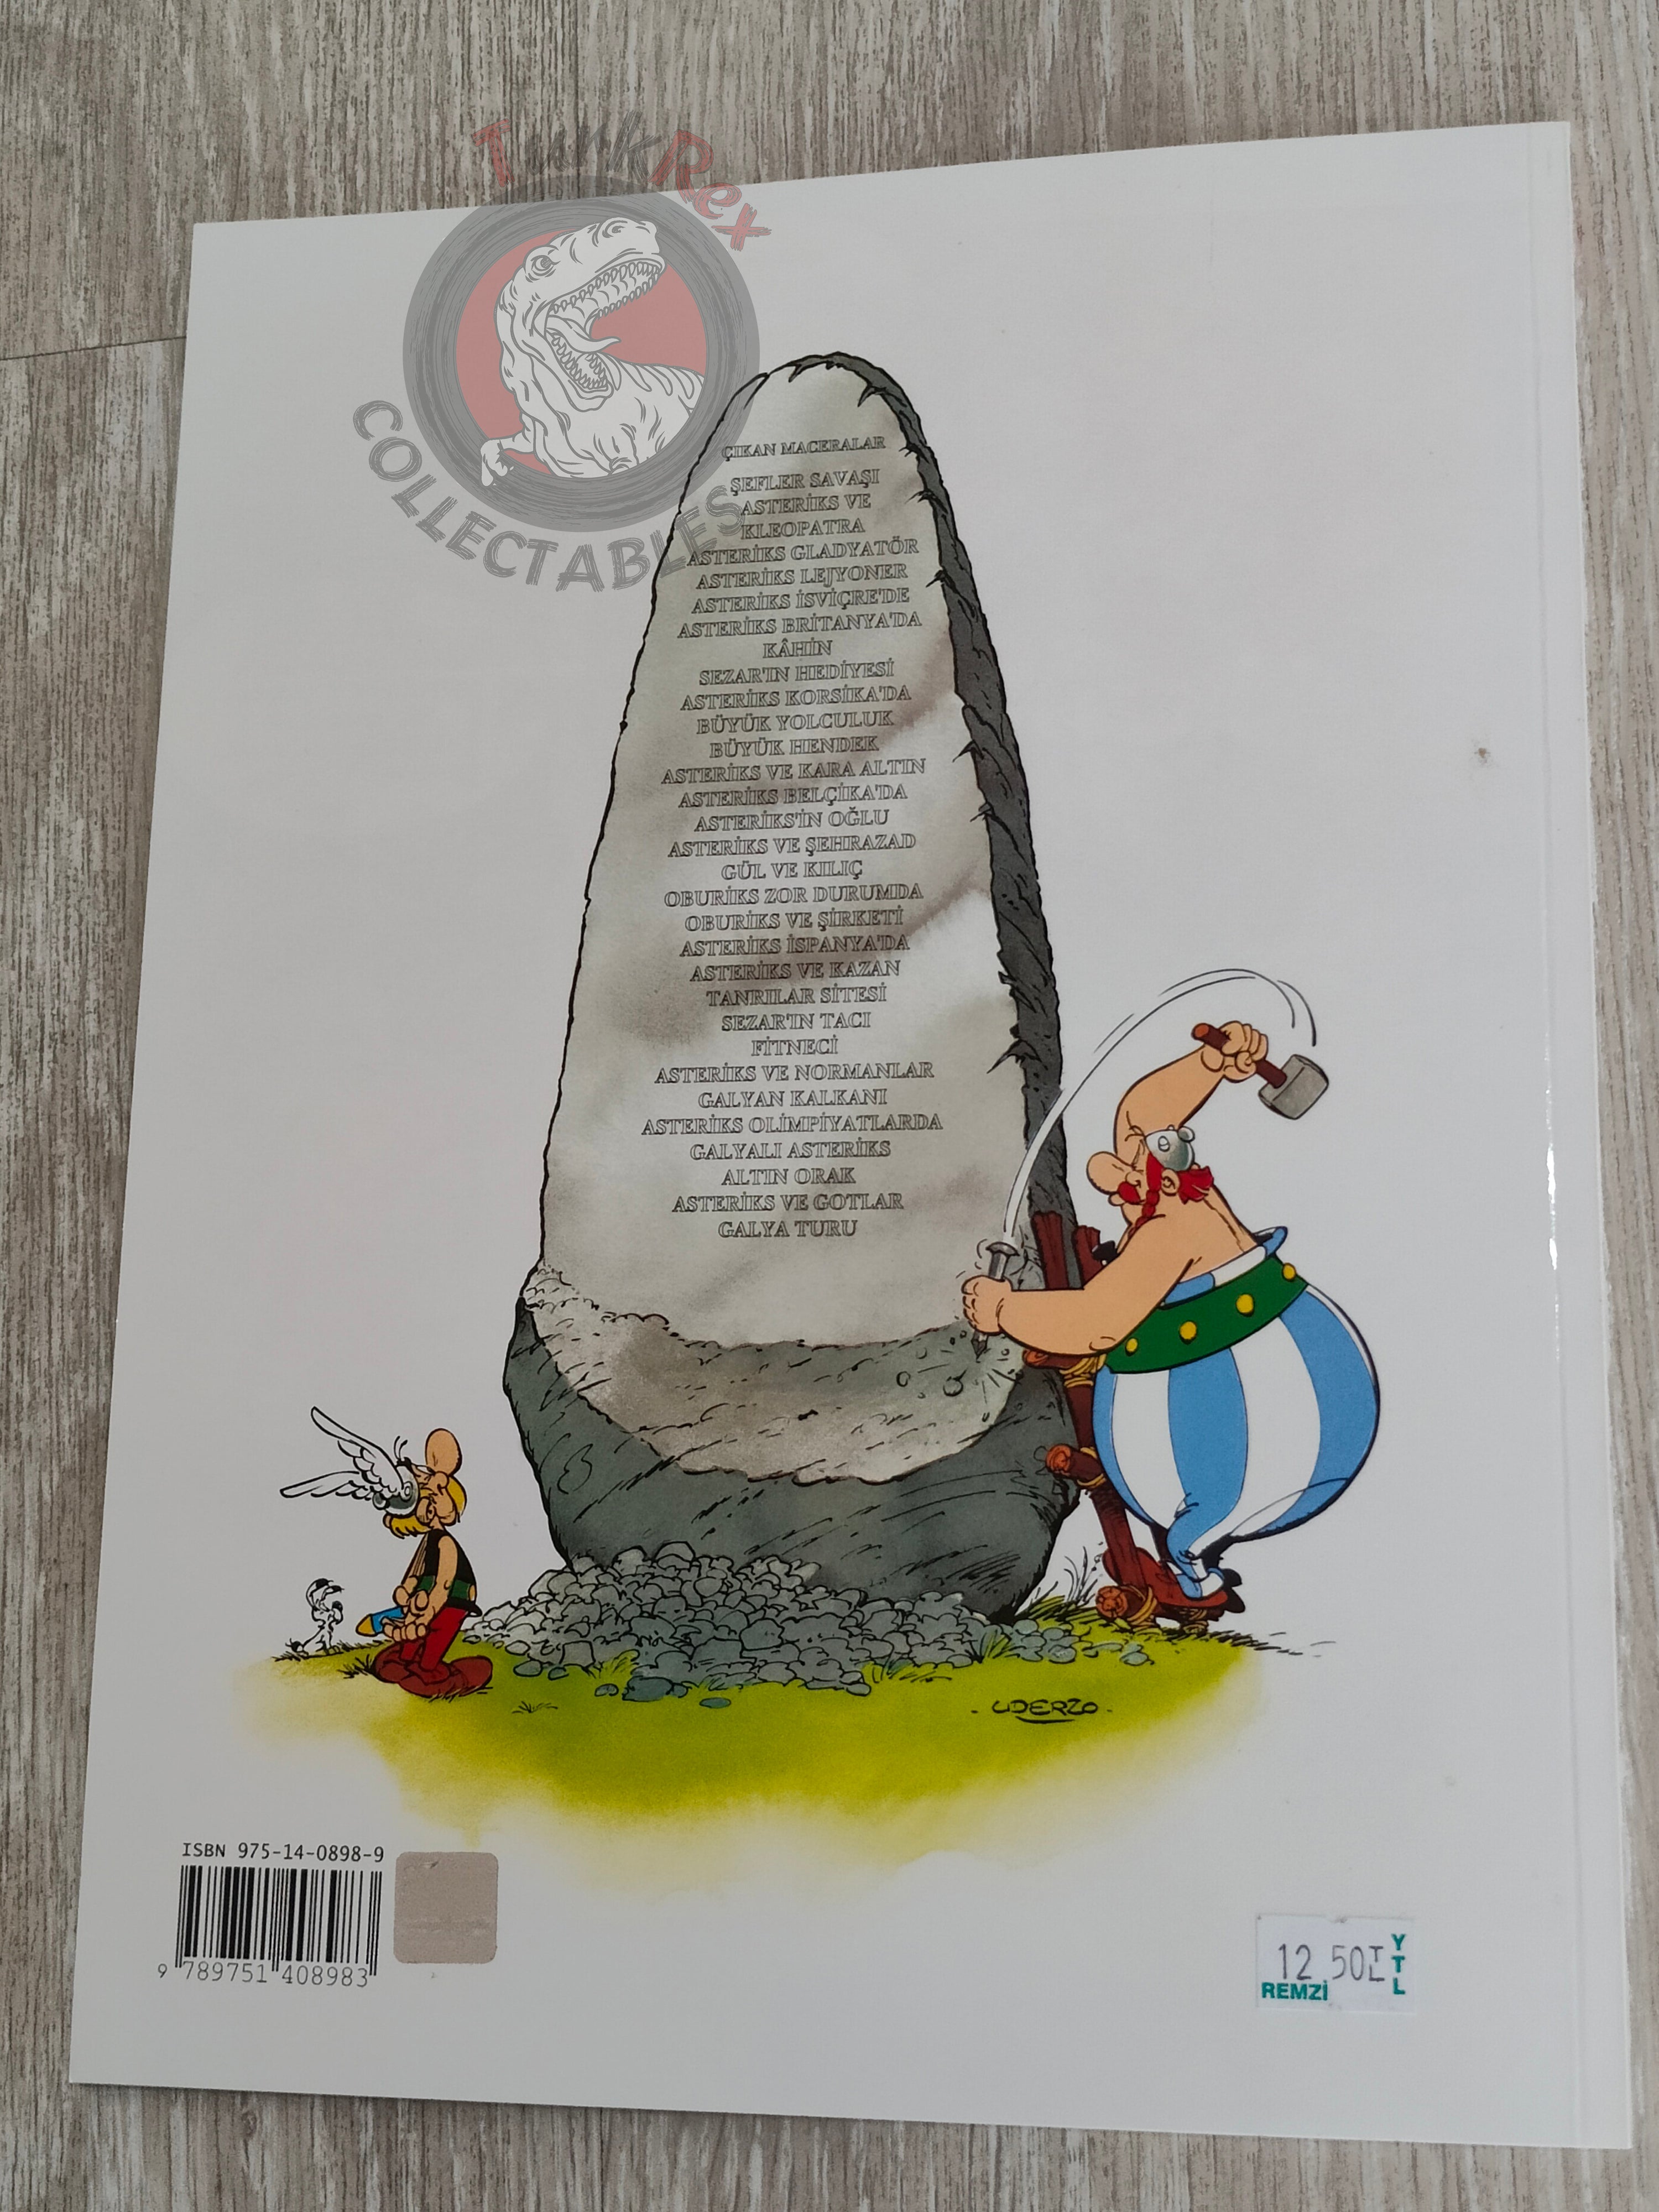 TurkRex
COLLECTABLES
ÇIKAN MACERALAR
ŞEFLER SAVAŞI
ASTERİKS VE
KLEOPATRA
ASTERİKS GLADYATÖR
ASTERİKS LEJYONER
ASTERİKS İSVİÇRE'DE
ASTERİKS BRİTANYA'DA
KÂHİN
SEZAR'IN HEDİYESİ
ASTERİKS KORSİKA'DA
BÜYÜK YOLCULUK
BÜYÜK HENDEK
ASTERİKS VE KARA ALTIN
ASTERİKS BELÇİKA'DA
ASTERİKS'İN OĞLU
ASTERİKS VE ŞEHRAZAD
GÜL VE KILIÇ
OBURİKS ZOR DURUMDA
OBURİKS VE ŞİRKETİ
ASTERİKS İSPANYA'DA
ASTERİKS VE KAZAN
TANRILAR SİTESİ
SEZAR'IN TACI
FİTNECİ
ASTERİKS VE NORMANLAR
GALYAN KALKANI
ASTERİKS OLİMPİYATLARDA
GALYALI ASTERİKS
ALTIN ORAK
ASTERİKS VE GOTLAR
GALYA TURU
UDERZO
ISBN 975-14-0898-9
9 789751 408983
12 50TL YTL
REMZİ